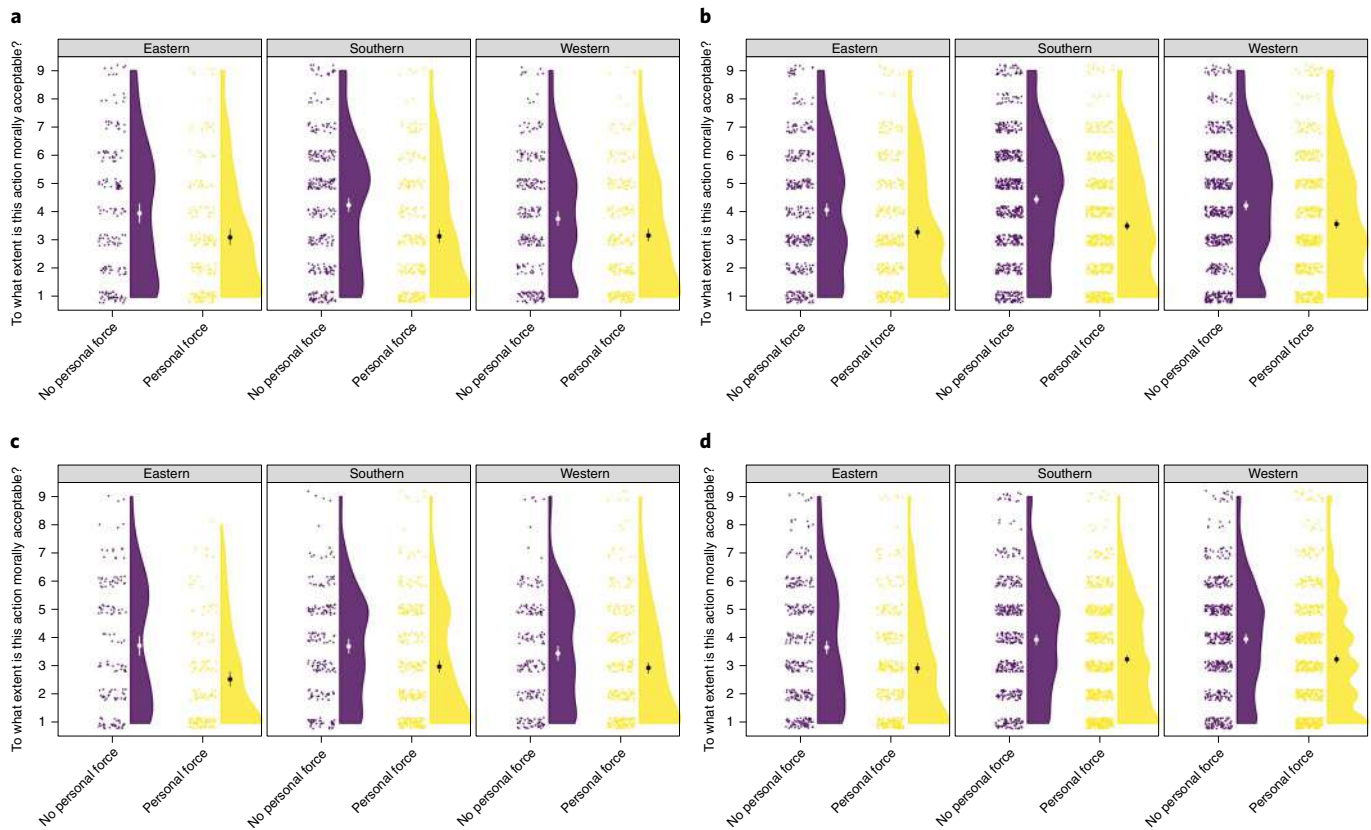 a
To what extent is this action morally acceptable?
Eastern
Southern
Western
9
8
7
6
5
4
3
2
1
No personal force
Personal force
No personal force
Personal force
No personal force
Personal force
b
To what extent is this action morally acceptable?
Eastern
Southern
Western
9
8
7
6
5
4
3
2
1
No personal force
Personal force
No personal force
Personal force
No personal force
Personal force
c
To what extent is this action morally acceptable?
Eastern
Southern
Western
9
8
7
6
5
4
3
2
1
No personal force
Personal force
No personal force
Personal force
No personal force
Personal force
d
To what extent is this action morally acceptable?
Eastern
Southern
Western
9
8
7
6
5
4
3
2
1
No personal force
Personal force
No personal force
Personal force
No personal force
Personal force